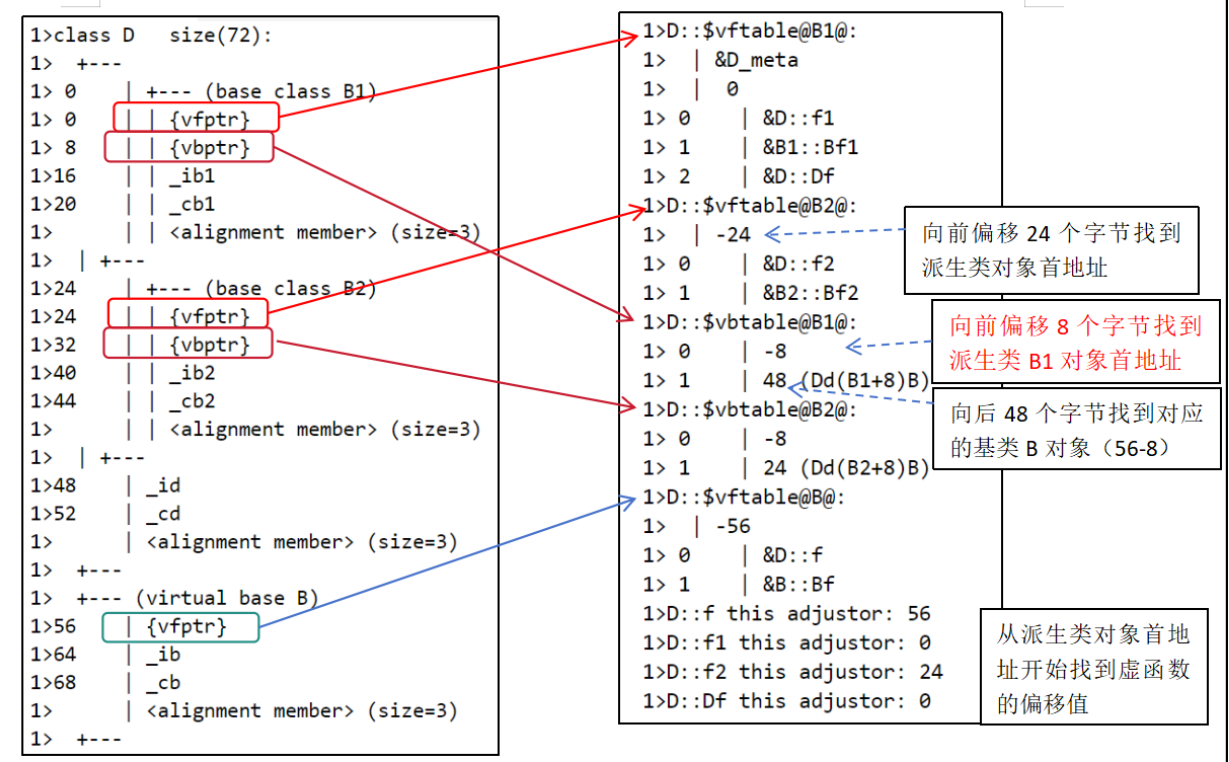 1>class D   size(72):
1>  +---
1> 0     | +--- (base class B1)
1> 0     | | {vfptr}
1> 8     | | {vbptr}
1>16     | | _ib1
1>20     | | _cb1
1>       | | <alignment member> (size=3)
1>  | +---
1>24     | +--- (base class B2)
1>24     | | {vfptr}
1>32     | | {vbptr}
1>40     | | _ib2
1>44     | | _cb2
1>       | | <alignment member> (size=3)
1>  | +---
1>48     | _id
1>52     | _cd
1>       | <alignment member> (size=3)
1>  +---
1>  +--- (virtual base B)
1>56     | {vfptr}
1>64     | _ib
1>68     | _cb
1>       | <alignment member> (size=3)
1>  +---
1>D::$vftable@B1@:
1>  | &D_meta
1>  |  0
1> 0     | &D::f1
1> 1     | &B1::Bf1
1> 2     | &D::Df
1>D::$vftable@B2@:
1>  | -24
1> 0     | &D::f2
1> 1     | &B2::Bf2
1>D::$vbtable@B1@:
1> 0     | -8
1> 1     | 48 (Dd(B1+8)B)
1>D::$vbtable@B2@:
1> 0     | -8
1> 1     | 24 (Dd(B2+8)B)
1>D::$vftable@B@:
1>  | -56
1> 0     | &D::f
1> 1     | &B::Bf
1>D::f this adjustor: 56
1>D::f1 this adjustor: 0
1>D::f2 this adjustor: 24
1>D::Df this adjustor: 0
向前偏移 24 个字节找到
派生类对象首地址
向前偏移 8 个字节找到
派生类 B1 对象首地址
向后 48 个字节找到对应
的基类 B 对象（56-8）
从派生类对象首地
址开始找到虚函数
的偏移值